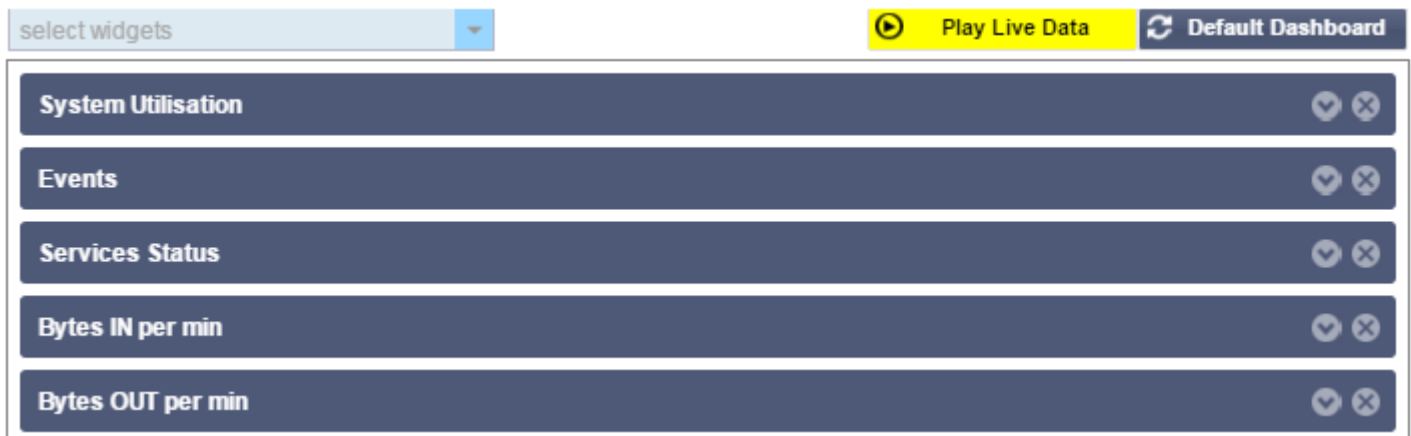 select widgets
Play Live Data
Default Dashboard
System Utilisation
Events
Services Status
Bytes IN per min
Bytes OUT per min